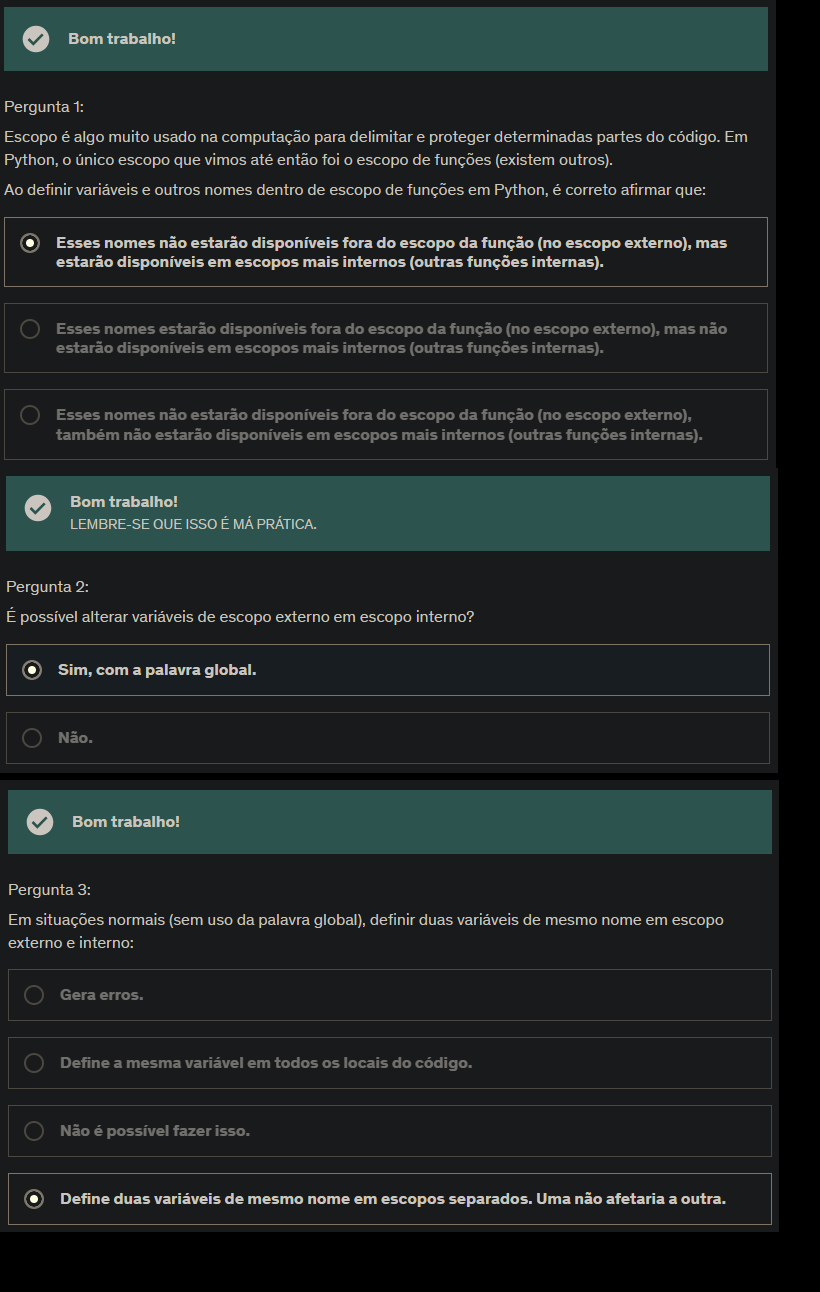 Bom trabalho!
Pergunta 1:
Escopo é algo muito usado na computação para delimitar e proteger determinadas partes do código. Em
Python, o único escopo que vimos até então foi o escopo de funções (existem outros).
Ao definir variáveis e outros nomes dentro de escopo de funções em Python, é correto afirmar que:
Esses nomes não estarão disponíveis fora do escopo da função (no escopo externo), mas
estarão disponíveis em escopos mais internos (outras funções internas).
Esses nomes estarão disponíveis fora do escopo da função (no escopo externo), mas não
estarão disponíveis em escopos mais internos (outras funções internas).
Esses nomes não estarão disponíveis fora do escopo da função (no escopo externo),
também não estarão disponíveis em escopos mais internos (outras funções internas).
Bom trabalho!
LEMBRE-SE QUE ISSO É MÁ PRÁTICA.
Pergunta 2:
É possível alterar variáveis de escopo externo em escopo interno?
Sim, com a palavra global.
Não.
Bom trabalho!
Pergunta 3:
Em situações normais (sem uso da palavra global), definir duas variáveis de mesmo nome em escopo
externo e interno:
Gera erros.
Define a mesma variável em todos os locais do código.
Não é possível fazer isso.
Define duas variáveis de mesmo nome em escopos separados. Uma não afetaria a outra.